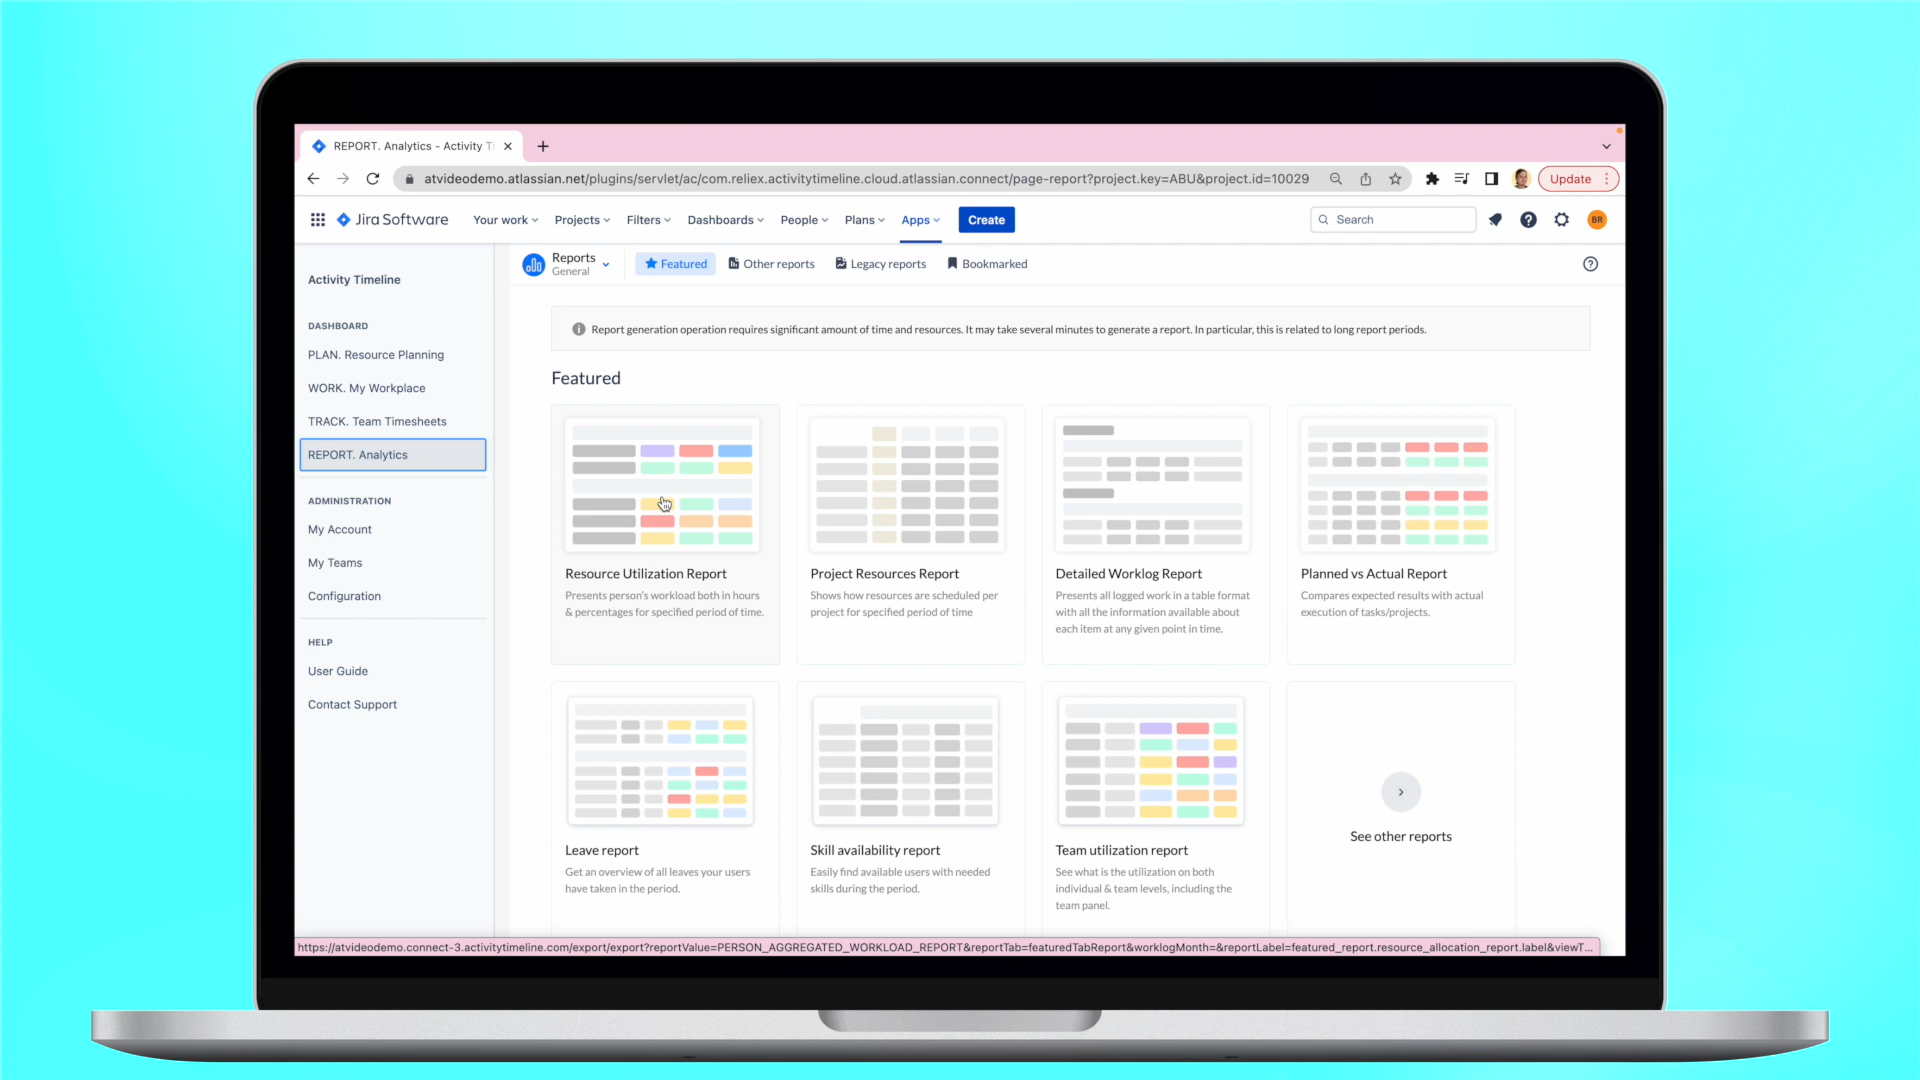 REPORT. Analytics - Activity Ti
atvideodemo.atlassian.net/plugins/servlet/ac/com.reliex.activitytimeline.cloud.atlassian.connect/page-report?project.key=ABU&project.id=10029
Update
Jira Software
Your work
Projects
Filters
Dashboards
People
Plans
Apps
Create
Search
BR
Activity Timeline
DASHBOARD
PLAN. Resource Planning
WORK. My Workplace
TRACK. Team Timesheets
REPORT. Analytics
ADMINISTRATION
My Account
My Teams
Configuration
HELP
User Guide
Contact Support
Reports
General
Featured
Other reports
Legacy reports
Bookmarked
Report generation operation requires significant amount of time and resources. It may take several minutes to generate a report. In particular, this is related to long report periods.
Featured
Resource Utilization Report
Presents person's workload both in hours
& percentages for specified period of time.
Project Resources Report
Shows how resources are scheduled per
project for specified period of time
Detailed Worklog Report
Presents all logged work in a table format
with all the information available about
each item at any given point in time.
Planned vs Actual Report
Compares expected results with actual
execution of tasks/projects.
Leave report
Get an overview of all leaves your users
have taken in the period.
Skill availability report
Easily find available users with needed
skills during the period.
Team utilization report
See what is the utilization on both
individual & team levels, including the
team panel.
See other reports
https://atvideodemo.connect-3.activitytimeline.com/export/export?reportValue=PERSON_AGGREGATED_WORKLOAD_REPORT&reportTab=featuredTabReport&worklogMonth=&reportLabel=featured_report.resource_allocation_report.label&viewT...